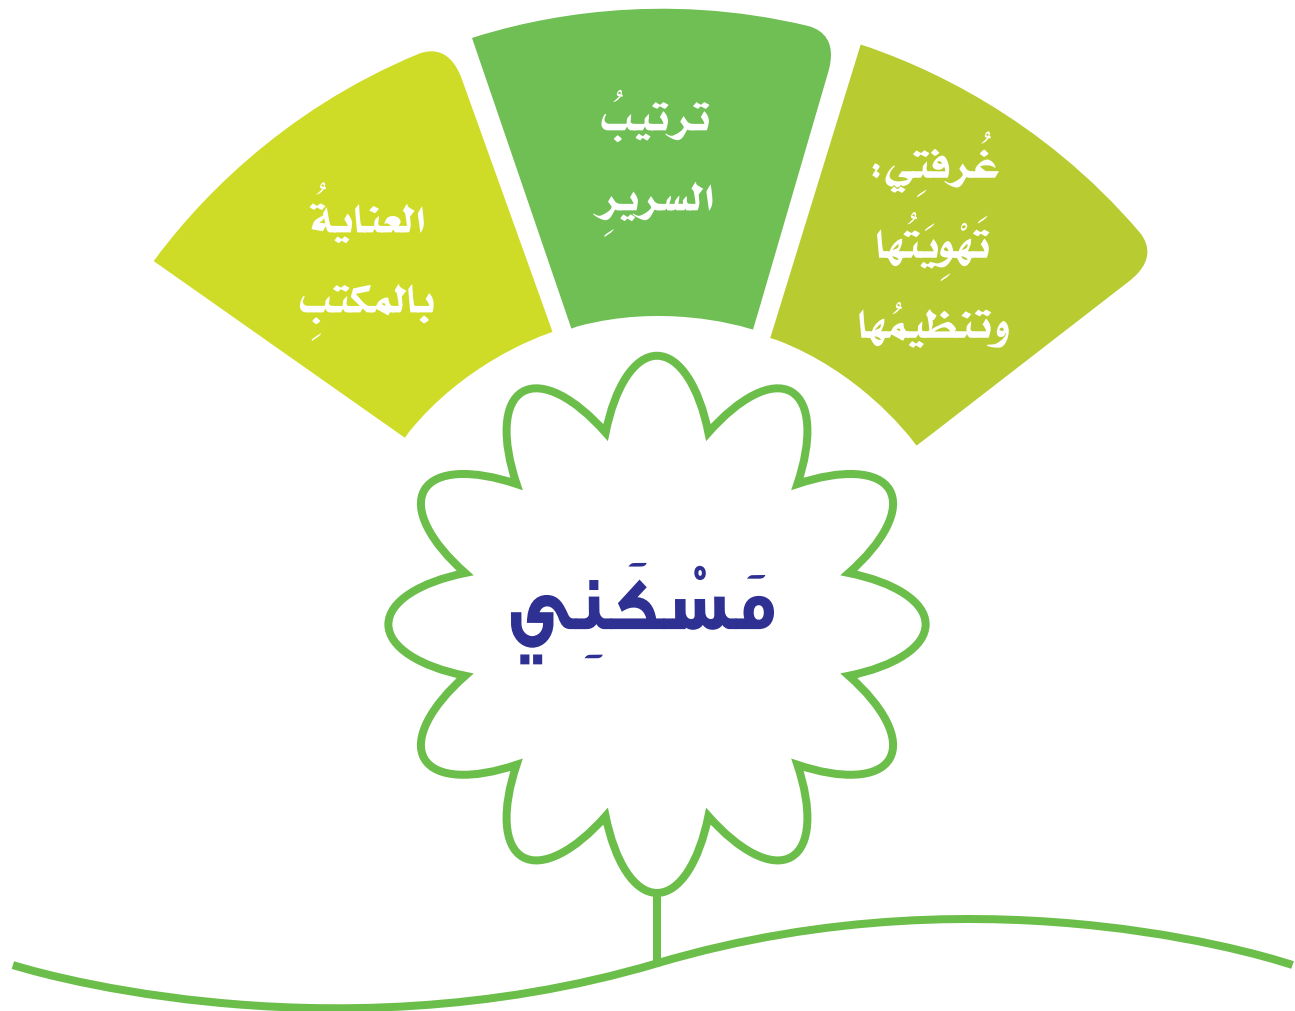 غُرفتِي:
تَهْوِيَتُها
وتنظيمُها
ترتيبُ
السريرِ
العنايةُ
بالمكتبِ
مَسْكَنِي